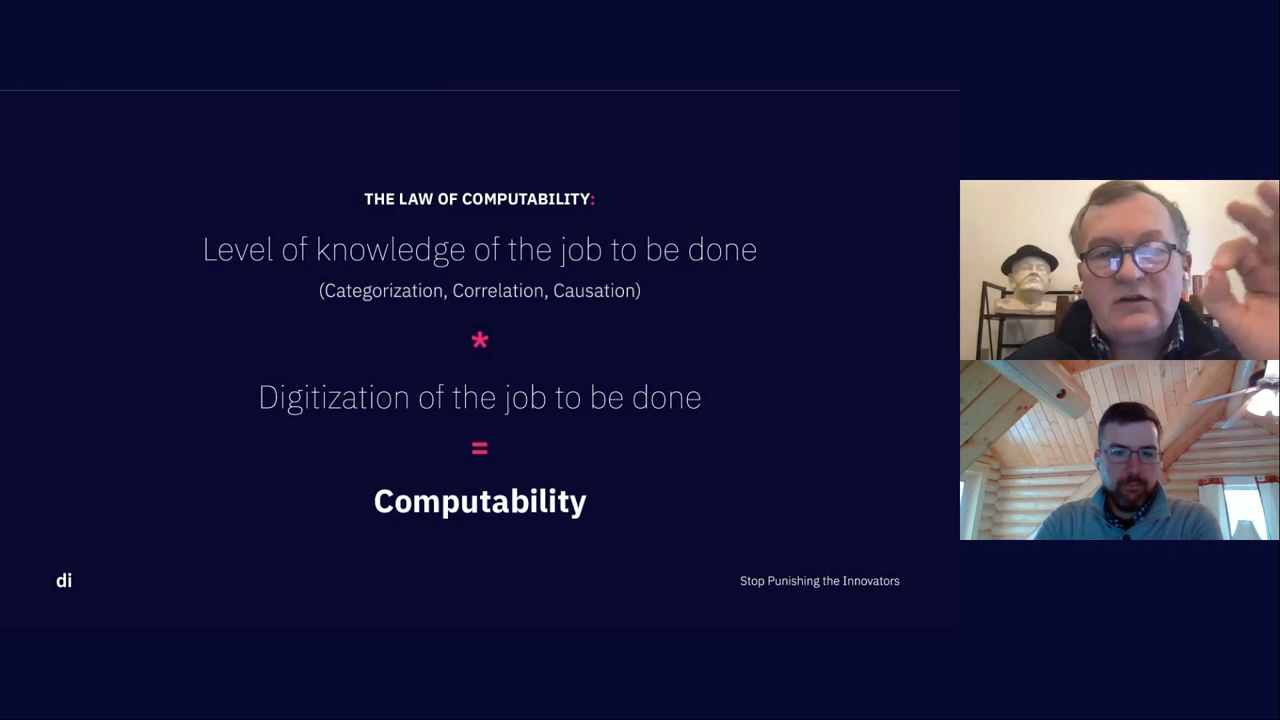 THE LAW OF COMPUTABILITY:
Level of knowledge of the job to be done
(Categorization, Correlation, Causation)
*
Digitization of the job to be done
=
Computability
di
Stop Punishing the Innovators